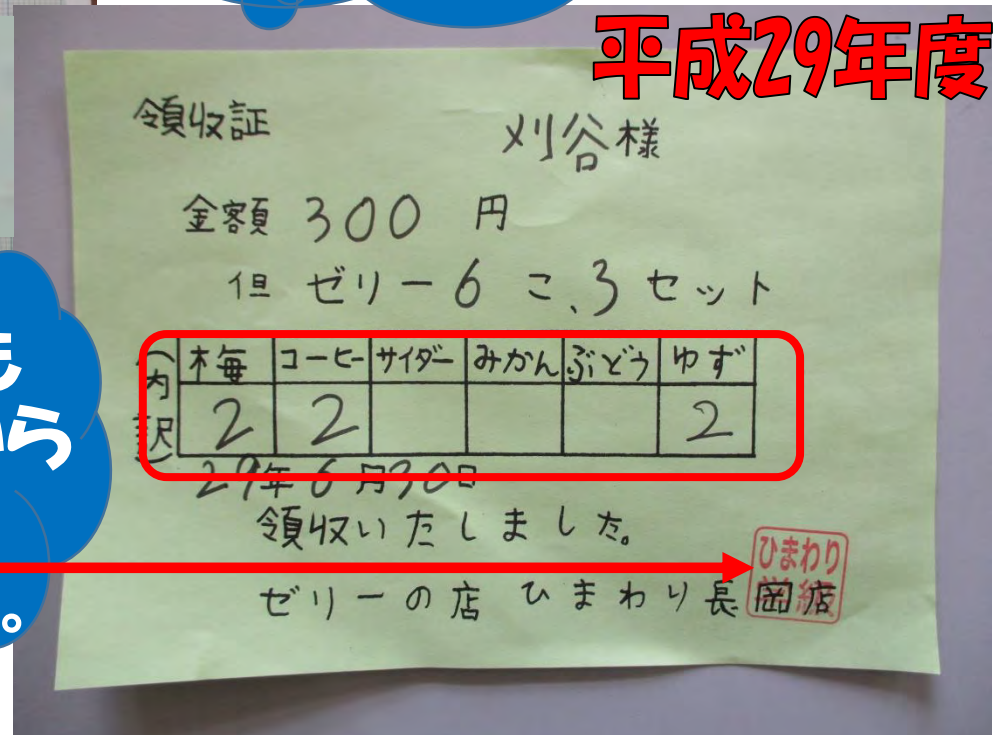 平成29年度
領収証
刈谷様
金額 300 円
但 ゼリー6 こ、3 セット
(内訳)
梅 コーヒー サイダー みかん ぶどう ゆず
2 2 2
29年6月30日
領収いたしました。
ゼリーの店 ひまわり長岡店
ひまわり
も
から
。